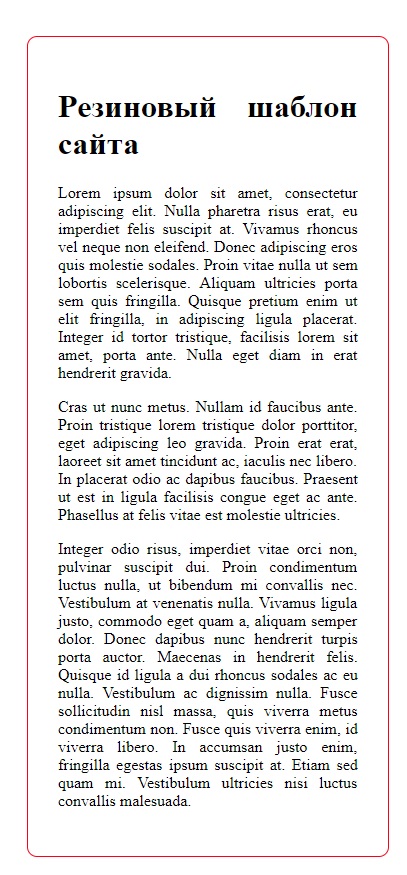 Резиновый шаблон
сайта
Lorem ipsum dolor sit amet, consectetur
adipiscing elit. Nulla pharetra risus erat, eu
imperdiet felis suscipit at. Vivamus rhoncus
vel neque non eleifend. Donec adipiscing eros
quis molestie sodales. Proin vitae nulla ut sem
lobortis scelerisque. Aliquam ultricies porta
sem quis fringilla. Quisque pretium enim ut
elit fringilla, in adipiscing ligula placerat.
Integer id tortor tristique, facilisis lorem sit
amet, porta ante. Nulla eget diam in erat
hendrerit gravida.
Cras ut nunc metus. Nullam id faucibus ante.
Proin tristique lorem tristique dolor porttitor,
eget adipiscing leo gravida. Proin erat erat,
laoreet sit amet tincidunt ac, iaculis nec libero.
In placerat odio ac dapibus faucibus. Praesent
ut est in ligula facilisis congue eget ac ante.
Phasellus at felis vitae est molestie ultricies.
Integer odio risus, imperdiet vitae orci non,
pulvinar suscipit dui. Proin condimentum
luctus nulla, ut bibendum mi convallis nec.
Vestibulum at venenatis nulla. Vivamus ligula
justo, commodo eget quam a, aliquam semper
dolor. Donec dapibus nunc hendrerit turpis
porta auctor. Maecenas in hendrerit felis.
Quisque id ligula a dui rhoncus sodales ac eu
nulla. Vestibulum ac dignissim nulla. Fusce
sollicitudin nisl massa, quis viverra metus
condimentum non. Fusce quis viverra enim, id
viverra libero. In accumsan justo enim,
fringilla egestas ipsum suscipit at. Etiam sed
quam mi. Vestibulum ultricies nisi luctus
convallis malesuada.